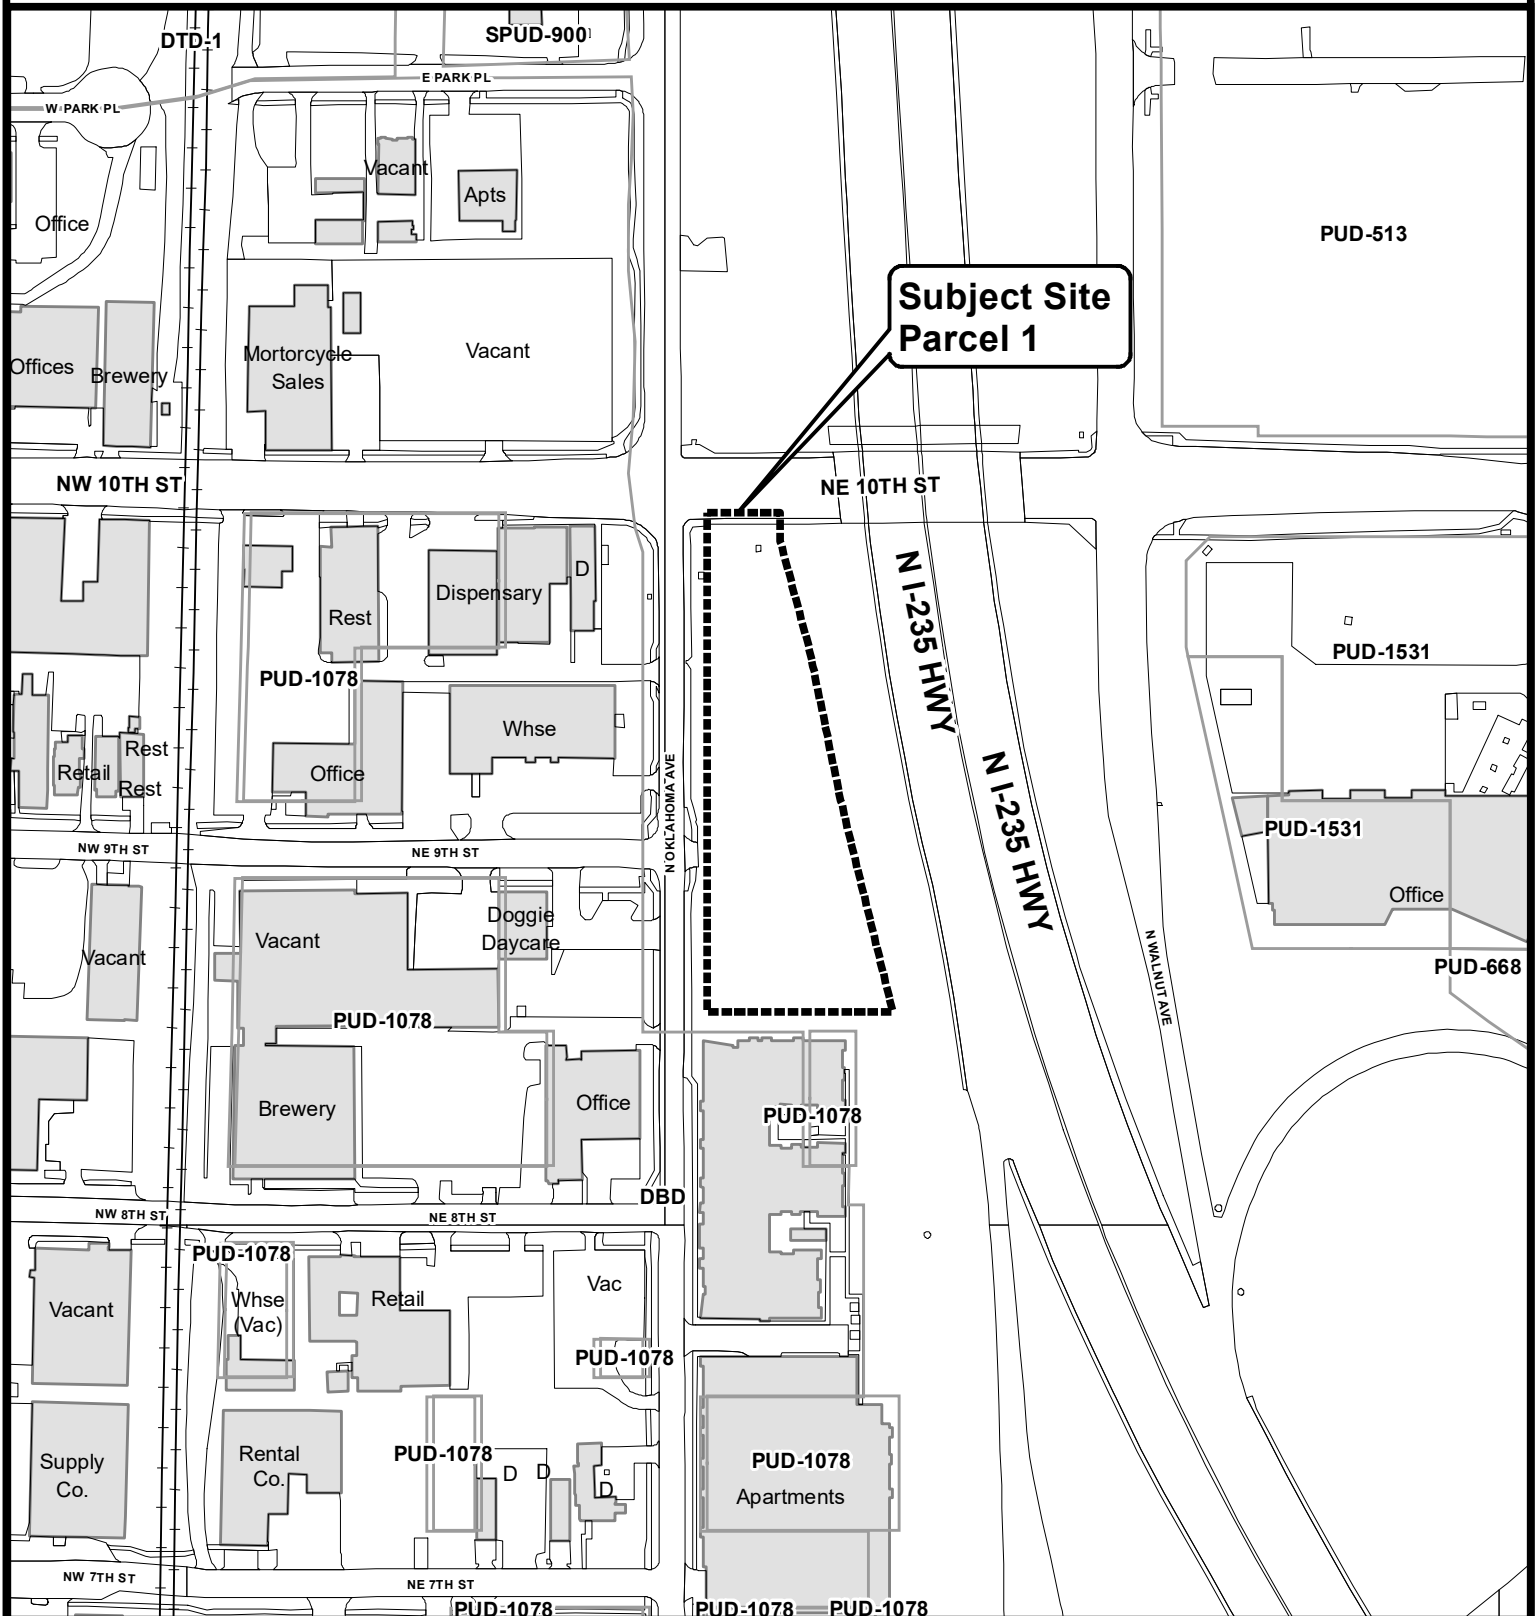 DTD-1
SPUD-900
E PARK PL
W PARK PL
Vacant
Apts
Office
PUD-513
Subject Site
Parcel 1
Vacant
Mortorcycle
Sales
Offices
Brewery
NW 10TH ST
NE 10TH ST
N I-235 HWY
N I-235 HWY
D
Dispensary
Rest
PUD-1078
PUD-1531
Whse
Rest
Retail
Rest
Office
N OKLAHOMA AVE
PUD-1531
NW 9TH ST
NE 9TH ST
Office
Doggie
Daycare
Vacant
Vacant
PUD-668
N WALNUT AVE
PUD-1078
Brewery
Office
PUD-1078
DBD
NW 8TH ST
NE 8TH ST
PUD-1078
Vacant
Whse
(Vac)
Retail
Vac
PUD-1078
Supply
Co.
Rental
Co.
PUD-1078
D
D
D
PUD-1078
Apartments
NW 7TH ST
NE 7TH ST
PUD-1078
PUD-1078
PUD-1078